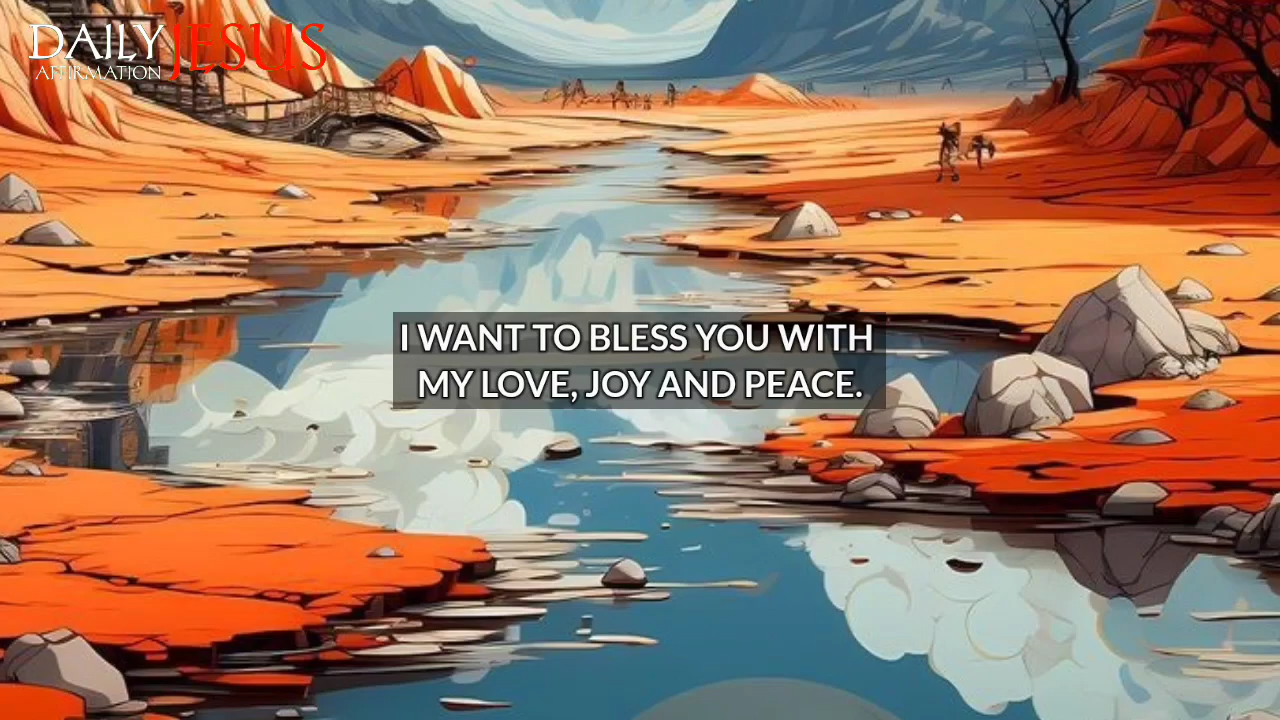 DAILY JESUS
AFFIRMATION
I WANT TO BLESS YOU WITH
MY LOVE, JOY AND PEACE.